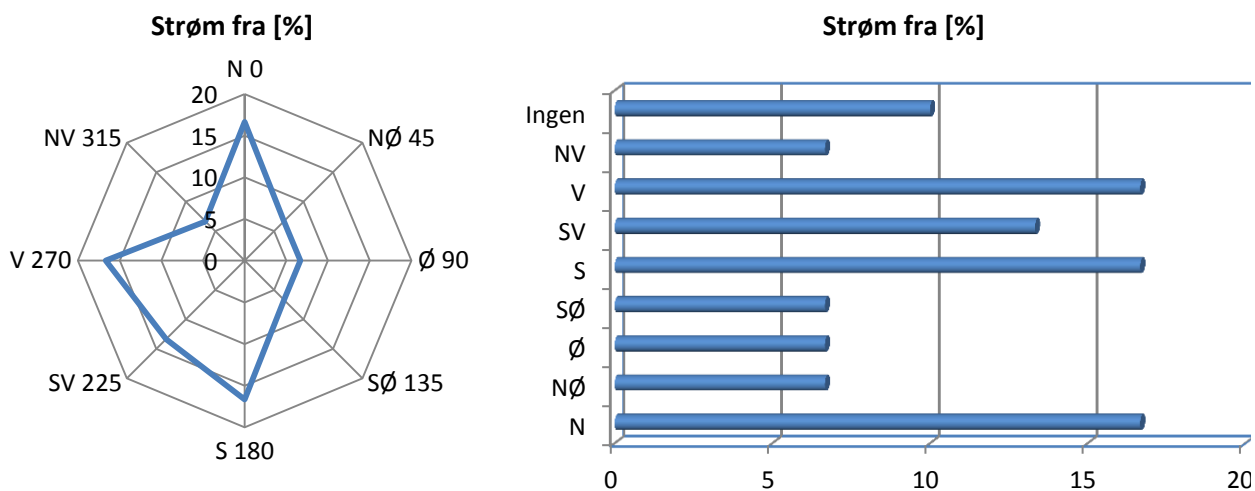 Strøm fra [%]
N 0
NØ 45
Ø 90
SØ 135
S 180
SV 225
V 270
NV 315
20
15
10
5
0
Strøm fra [%]
Ingen
NV
V
SV
S
SØ
Ø
NØ
N
0 5 10 15 20